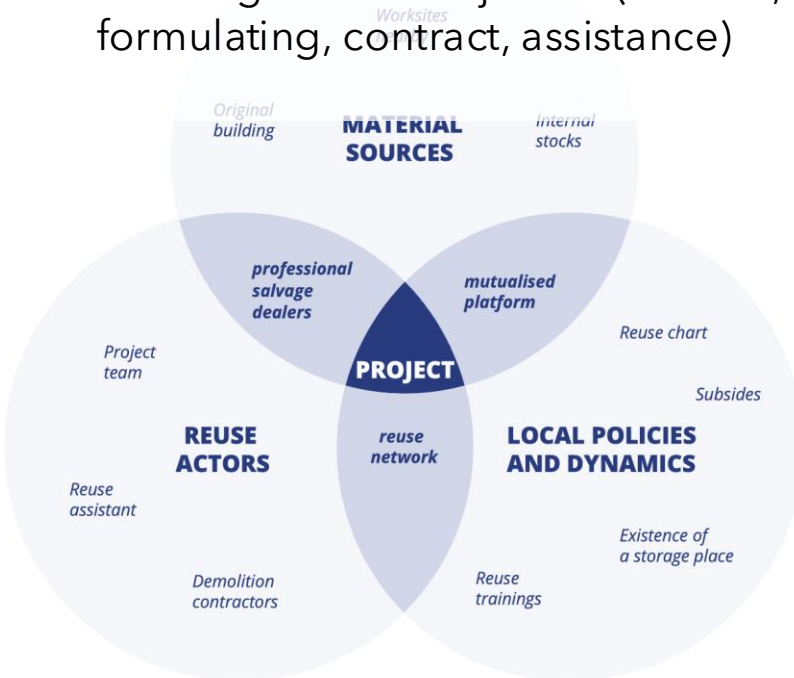 formulating, contract, assistance)
Worksites
Original
building
MATERIAL
SOURCES
Internal
stocks
professional
salvage
dealers
mutualised
platform
Project
team
PROJECT
Reuse chart
Subsides
REUSE
ACTORS
reuse
network
LOCAL POLICIES
AND DYNAMICS
Reuse
assistant
Existence of
a storage place
Demolition
contractors
Reuse
trainings